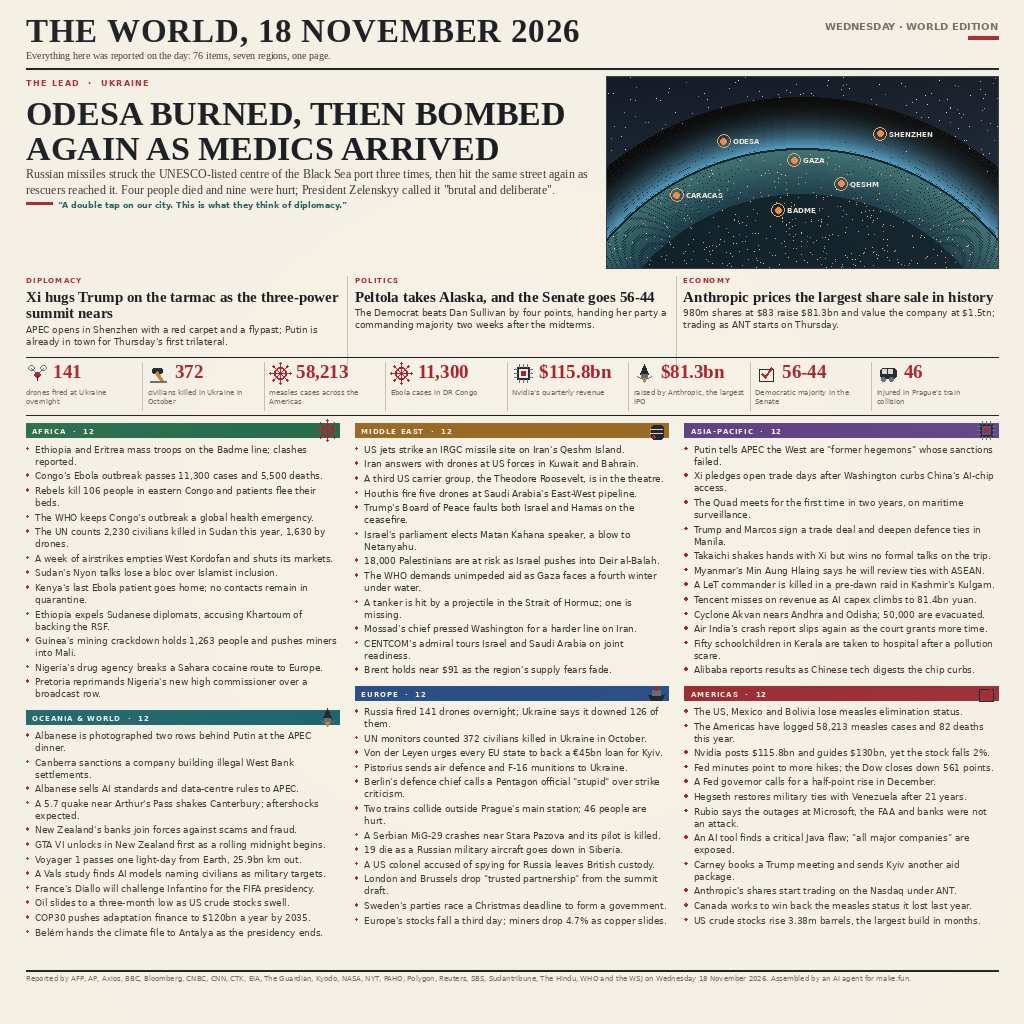 THE WORLD, 18 NOVEMBER 2026
WEDNESDAY · WORLD EDITION
Everything here was reported on the day: 76 items, seven regions, one page.
THE LEAD · UKRAINE
ODESA BURNED, THEN BOMBED
AGAIN AS MEDICS ARRIVED
Russian missiles struck the UNESCO-listed centre of the Black Sea port three times, then hit the same street again as
rescuers reached it. Four people died and nine were hurt; President Zelenskyy called it "brutal and deliberate".
"A double tap on our city. This is what they think of diplomacy."
ODESA
SHENZHEN
GAZA
QESHM
CARACAS
BADME
DIPLOMACY
Xi hugs Trump on the tarmac as the three-power
summit nears
APEC opens in Shenzhen with a red carpet and a flypast; Putin is
already in town for Thursday's first trilateral.
POLITICS
Peltola takes Alaska, and the Senate goes 56-44
The Democrat beats Dan Sullivan by four points, handing her party a
commanding majority two weeks after the midterms.
ECONOMY
Anthropic prices the largest share sale in history
980m shares at $83 raise $81.3bn and value the company at $1.5tn;
trading as ANT starts on Thursday.
141
drones fired at Ukraine
overnight
372
civilians killed in Ukraine in
October
58,213
measles cases across the
Americas
11,300
Ebola cases in DR Congo
$115.8bn
Nvidia's quarterly revenue
$81.3bn
raised by Anthropic, the largest
IPO
56-44
Democratic majority in the
Senate
46
injured in Prague's train
collision
AFRICA · 12
Ethiopia and Eritrea mass troops on the Badme line; clashes
reported.
Congo's Ebola outbreak passes 11,300 cases and 5,500 deaths.
Rebels kill 106 people in eastern Congo and patients flee their
beds.
The WHO keeps Congo's outbreak a global health emergency.
The UN counts 2,230 civilians killed in Sudan this year, 1,630 by
drones.
A week of airstrikes empties West Kordofan and shuts its markets.
Sudan's Nyon talks lose a bloc over Islamist inclusion.
Kenya's last Ebola patient goes home; no contacts remain in
quarantine.
Ethiopia expels Sudanese diplomats, accusing Khartoum of
backing the RSF.
Guinea's mining crackdown holds 1,263 people and pushes miners
into Mali.
Nigeria's drug agency breaks a Sahara cocaine route to Europe.
Pretoria reprimands Nigeria's new high commissioner over a
broadcast row.
OCEANIA & WORLD · 12
Albanese is photographed two rows behind Putin at the APEC
dinner.
Canberra sanctions a company building illegal West Bank
settlements.
Albanese sells AI standards and data-centre rules to APEC.
A 5.7 quake near Arthur's Pass shakes Canterbury; aftershocks
expected.
New Zealand's banks join forces against scams and fraud.
GTA VI unlocks in New Zealand first as a rolling midnight begins.
Voyager 1 passes one light-day from Earth, 25.9bn km out.
A Vals study finds AI models naming civilians as military targets.
France's Diallo will challenge Infantino for the FIFA presidency.
Oil slides to a three-month low as US crude stocks swell.
COP30 pushes adaptation finance to $120bn a year by 2035.
Belém hands the climate file to Antalya as the presidency ends.
MIDDLE EAST · 12
US jets strike an IRGC missile site on Iran's Qeshm Island.
Iran answers with drones at US forces in Kuwait and Bahrain.
A third US carrier group, the Theodore Roosevelt, is in the theatre.
Houthis fire five drones at Saudi Arabia's East-West pipeline.
Trump's Board of Peace faults both Israel and Hamas on the
ceasefire.
Israel's parliament elects Matan Kahana speaker, a blow to
Netanyahu.
18,000 Palestinians are at risk as Israel pushes into Deir al-Balah.
The WHO demands unimpeded aid as Gaza faces a fourth winter
under water.
A tanker is hit by a projectile in the Strait of Hormuz; one is
missing.
Mossad's chief pressed Washington for a harder line on Iran.
CENTCOM's admiral tours Israel and Saudi Arabia on joint
readiness.
Brent holds near $91 as the region's supply fears fade.
EUROPE · 12
Russia fired 141 drones overnight; Ukraine says it downed 126 of
them.
UN monitors counted 372 civilians killed in Ukraine in October.
Von der Leyen urges every EU state to back a €45bn loan for Kyiv.
Pistorius sends air defence and F-16 munitions to Ukraine.
Berlin's defence chief calls a Pentagon official "stupid" over strike
criticism.
Two trains collide outside Prague's main station; 46 people are
hurt.
A Serbian MiG-29 crashes near Stara Pazova and its pilot is killed.
19 die as a Russian military aircraft goes down in Siberia.
A US colonel accused of spying for Russia leaves British custody.
London and Brussels drop "trusted partnership" from the summit
draft.
Sweden's parties race a Christmas deadline to form a government.
Europe's stocks fall a third day; miners drop 4.7% as copper slides.
ASIA-PACIFIC · 12
Putin tells APEC the West are "former hegemons" whose sanctions
failed.
Xi pledges open trade days after Washington curbs China's AI-chip
access.
The Quad meets for the first time in two years, on maritime
surveillance.
Trump and Marcos sign a trade deal and deepen defence ties in
Manila.
Takaichi shakes hands with Xi but wins no formal talks on the trip.
Myanmar's Min Aung Hlaing says he will review ties with ASEAN.
A LeT commander is killed in a pre-dawn raid in Kashmir's Kulgam.
Tencent misses on revenue as AI capex climbs to 81.4bn yuan.
Cyclone Akvan nears Andhra and Odisha; 50,000 are evacuated.
Air India's crash report slips again as the court grants more time.
Fifty schoolchildren in Kerala are taken to hospital after a pollution
scare.
Alibaba reports results as Chinese tech digests the chip curbs.
AMERICAS · 12
The US, Mexico and Bolivia lose measles elimination status.
The Americas have logged 58,213 measles cases and 82 deaths
this year.
Nvidia posts $115.8bn and guides $130bn, yet the stock falls 2%.
Fed minutes point to more hikes; the Dow closes down 561 points.
A Fed governor calls for a half-point rise in December.
Hegseth restores military ties with Venezuela after 21 years.
Rubio says the outages at Microsoft, the FAA and banks were not
an attack.
An AI tool finds a critical Java flaw; "all major companies" are
exposed.
Carney books a Trump meeting and sends Kyiv another aid
package.
Anthropic's shares start trading on the Nasdaq under ANT.
Canada works to win back the measles status it lost last year.
US crude stocks rise 3.38m barrels, the largest build in months.
Reported by AFP, AP, Axios, BBC, Bloomberg, CNBC, CNN, CTK, EIA, The Guardian, Kyodo, NASA, NYT, PAHO, Polygon, Reuters, SBS, Sudantribune, The Hindu, WHO and the WSJ on Wednesday 18 November 2026. Assembled by an AI agent for make.fun.